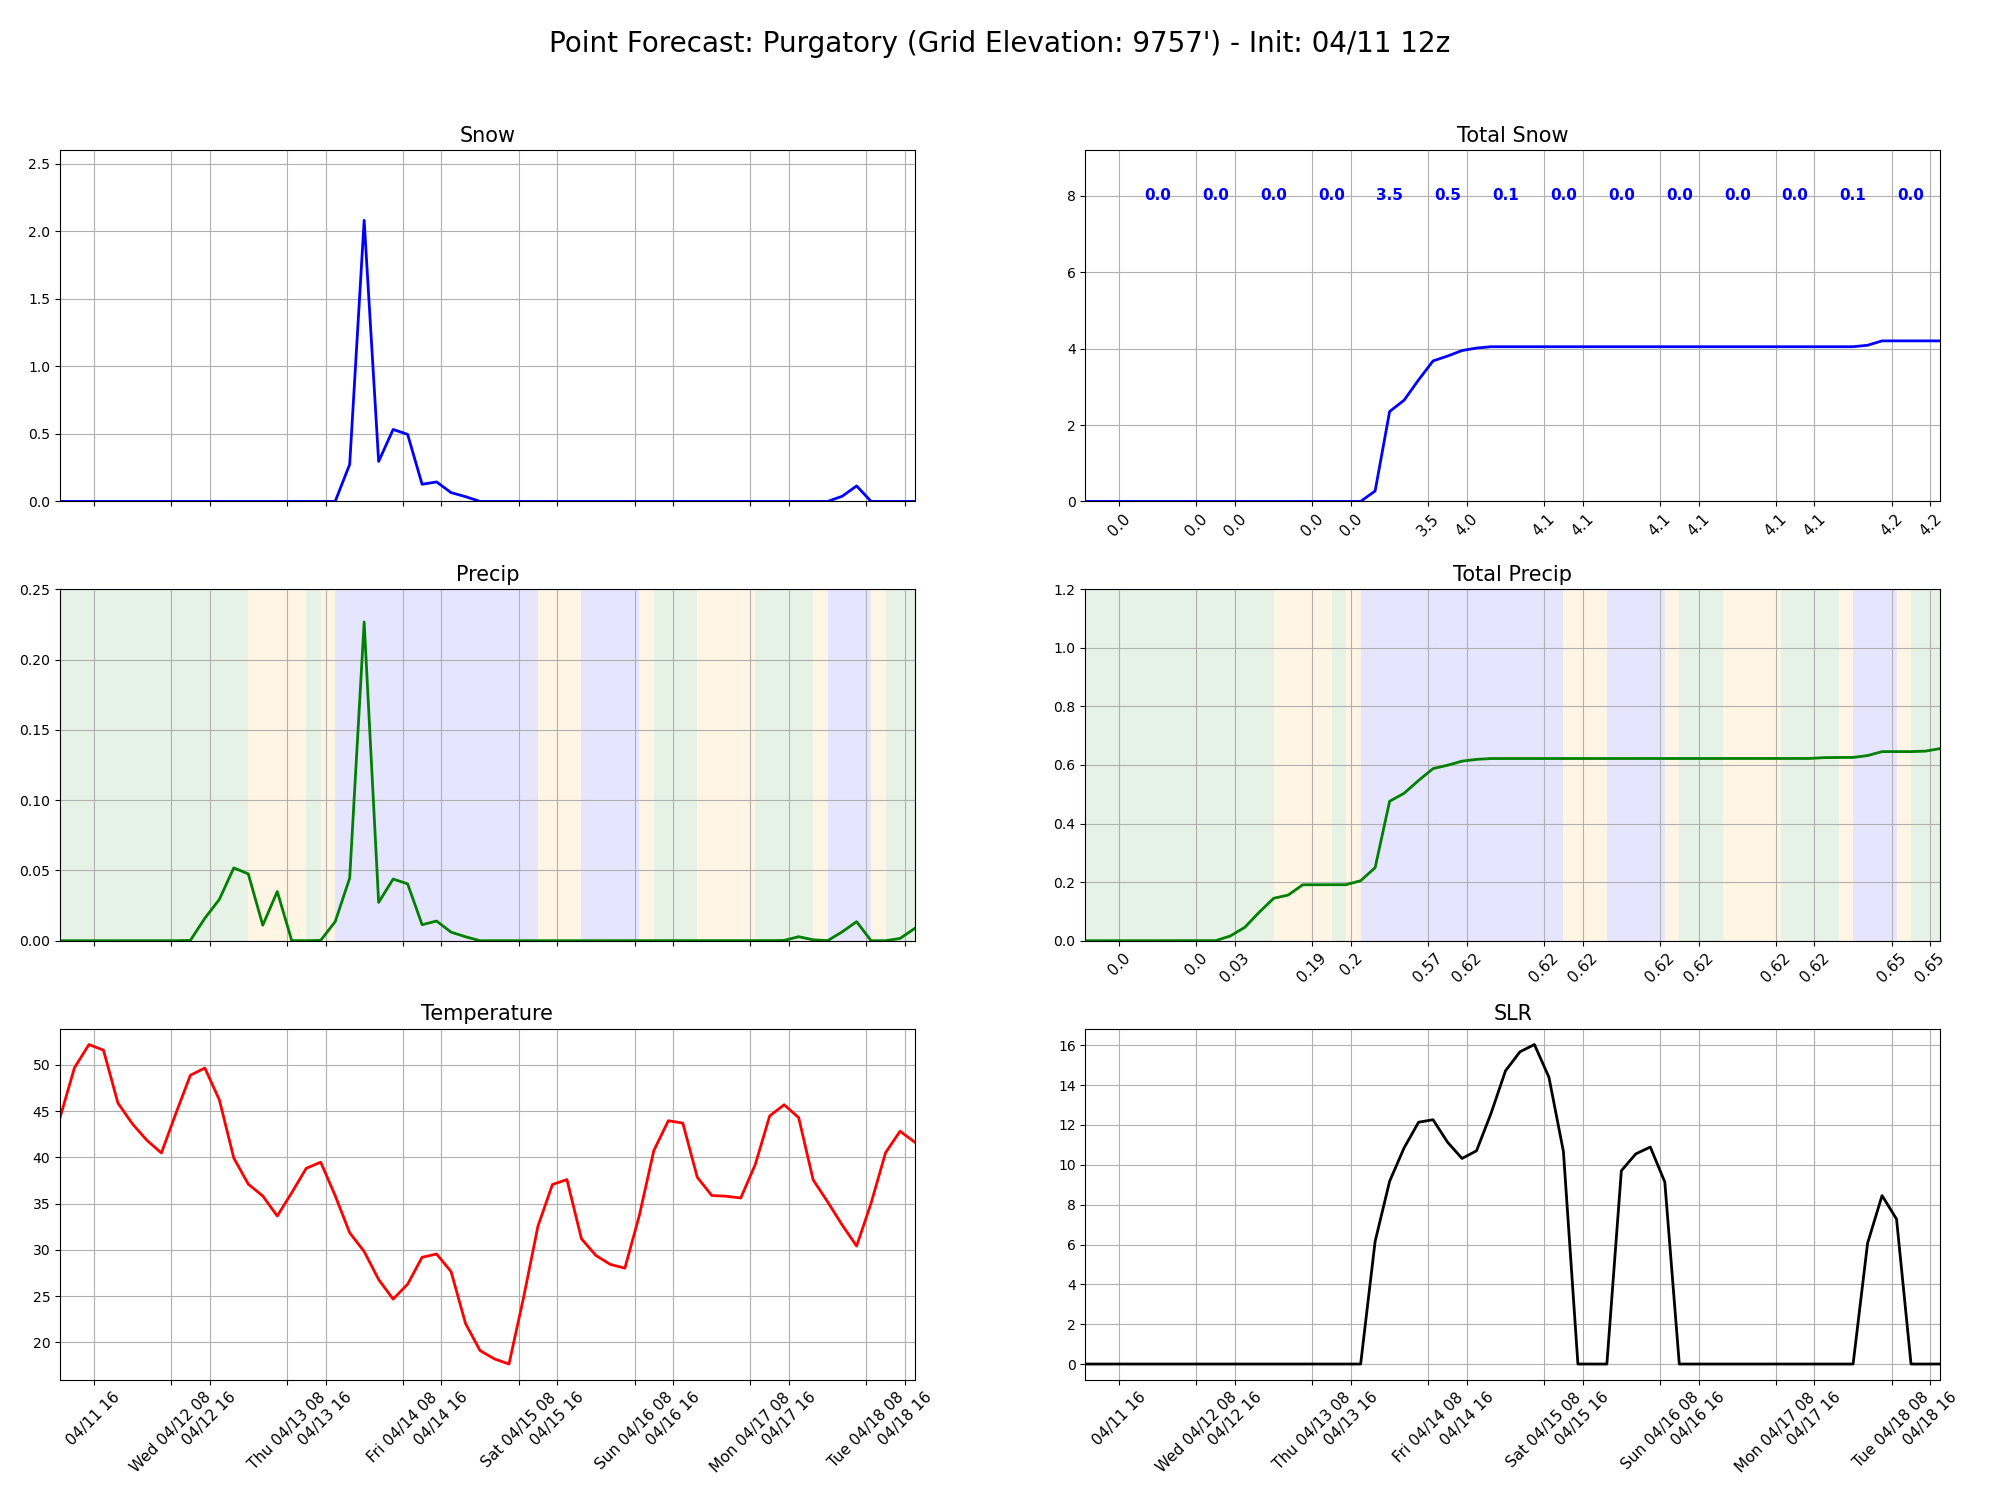 Point Forecast: Purgatory (Grid Elevation: 9757') - Init: 04/11 12z
Snow
2.5
2.0
1.5
1.0
0.5
0.0
Total Snow
0.0 0.0 0.0 0.0 3.5 0.5 0.1 0.0 0.0 0.0 0.0 0.0 0.1 0.0
8
6
4
2
0
0.0 0.0 0.0 0.0 0.0 3.5 4.0 4.1 4.1 4.1 4.1 4.1 4.1 4.2 4.2
Precip
0.25
0.20
0.15
0.10
0.05
0.00
Total Precip
1.2
1.0
0.8
0.6
0.4
0.2
0.0
0.0 0.0 0.03 0.19 0.2 0.57 0.62 0.62 0.62 0.62 0.62 0.62 0.62 0.65 0.65
Temperature
50
45
40
35
30
25
20
04/11 16
Wed 04/12 08
04/12 16
Thu 04/13 08
04/13 16
Fri 04/14 08
04/14 16
Sat 04/15 08
04/15 16
Sun 04/16 08
04/16 16
Mon 04/17 08
04/17 16
Tue 04/18 08
04/18 16
SLR
16
14
12
10
8
6
4
2
0
04/11 16
Wed 04/12 08
04/12 16
Thu 04/13 08
04/13 16
Fri 04/14 08
04/14 16
Sat 04/15 08
04/15 16
Sun 04/16 08
04/16 16
Mon 04/17 08
04/17 16
Tue 04/18 08
04/18 16